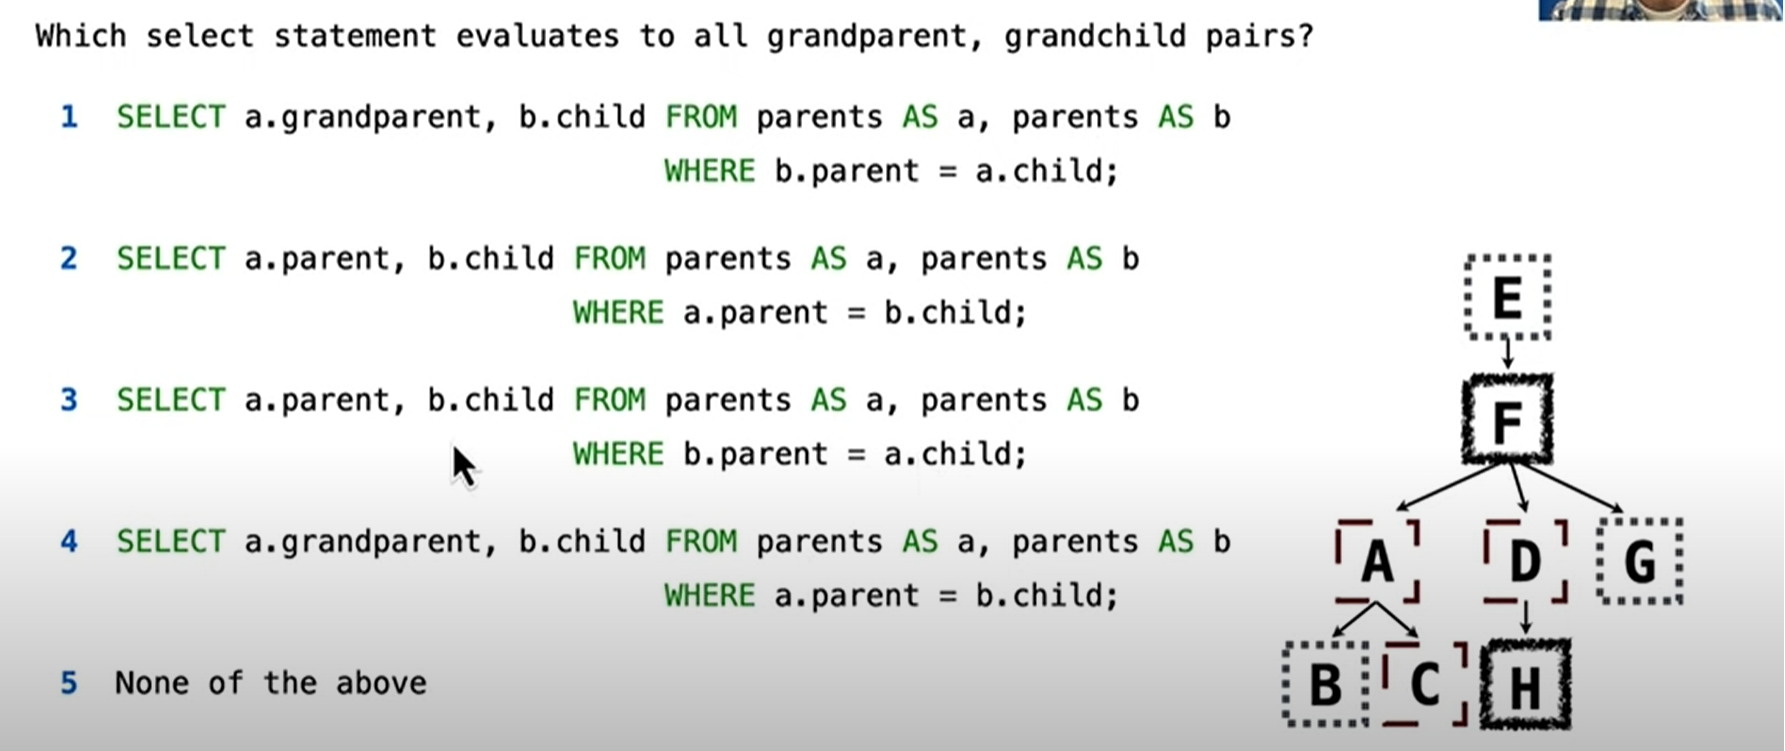 Which select statement evaluates to all grandparent, grandchild pairs?
1 SELECT a.grandparent, b.child FROM parents AS a, parents AS b
WHERE b.parent = a.child;
2 SELECT a.parent, b.child FROM parents AS a, parents AS b
WHERE a.parent = b.child;
3 SELECT a.parent, b.child FROM parents AS a, parents AS b
WHERE b.parent = a.child;
4 SELECT a.grandparent, b.child FROM parents AS a, parents AS b
WHERE a.parent = b.child;
5 None of the above
E
F
A D G
B C H